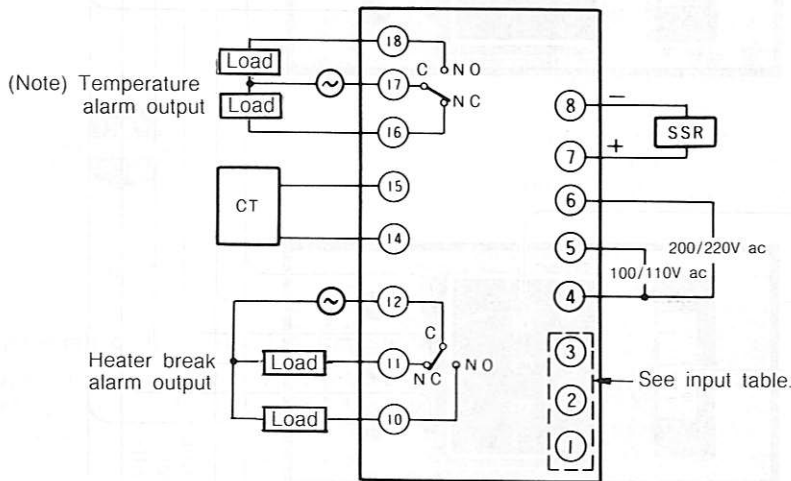 18
Load
C
NO
(Note) Temperature
alarm output
~
17
NC
Load
16
8
−
SSR
7
+
15
6
CT
14
5
200/220V ac
100/110V ac
4
~
12
C
3
Heater break
alarm output
Load
11
NC
NO
See input table.
2
Load
10
1